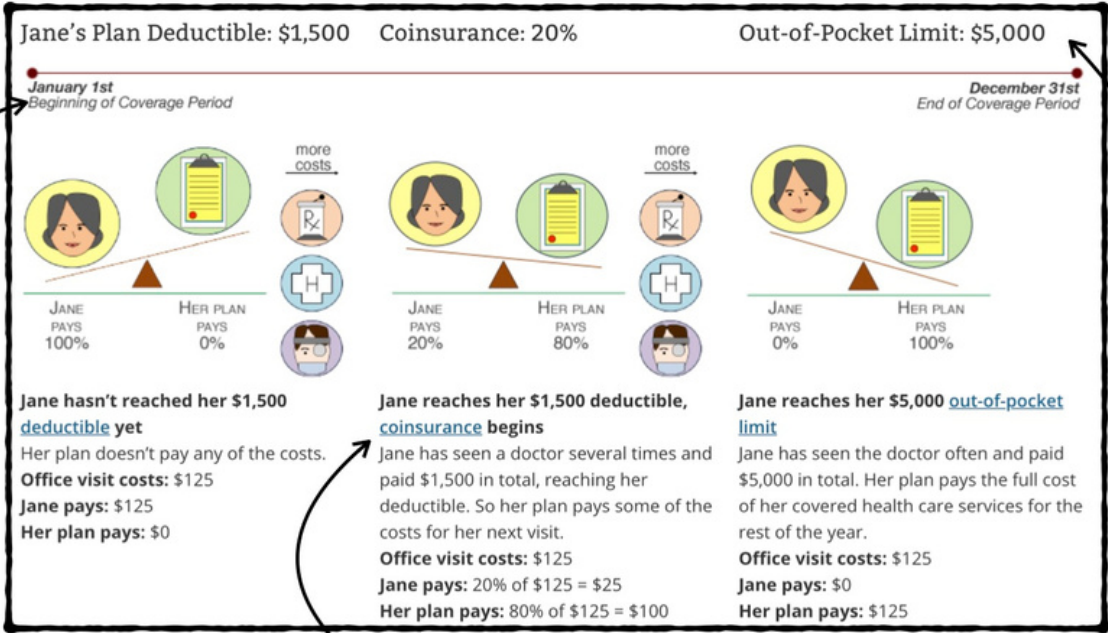 Jane's Plan Deductible: $1,500
Coinsurance: 20%
Out-of-Pocket Limit: $5,000
January 1st
Beginning of Coverage Period
December 31st
End of Coverage Period
more
costs
Rx
H
JANE
PAYS
100%
HER PLAN
PAYS
0%
more
costs
Rx
H
JANE
PAYS
20%
HER PLAN
PAYS
80%
JANE
PAYS
0%
HER PLAN
PAYS
100%
Jane hasn't reached her $1,500
deductible yet
Her plan doesn't pay any of the costs.
Office visit costs: $125
Jane pays: $125
Her plan pays: $0
Jane reaches her $1,500 deductible,
coinsurance begins
Jane has seen a doctor several times and
paid $1,500 in total, reaching her
deductible. So her plan pays some of the
costs for her next visit.
Office visit costs: $125
Jane pays: 20% of $125 = $25
Her plan pays: 80% of $125 = $100
Jane reaches her $5,000 out-of-pocket
limit
Jane has seen the doctor often and paid
$5,000 in total. Her plan pays the full cost
of her covered health care services for the
rest of the year.
Office visit costs: $125
Jane pays: $0
Her plan pays: $125